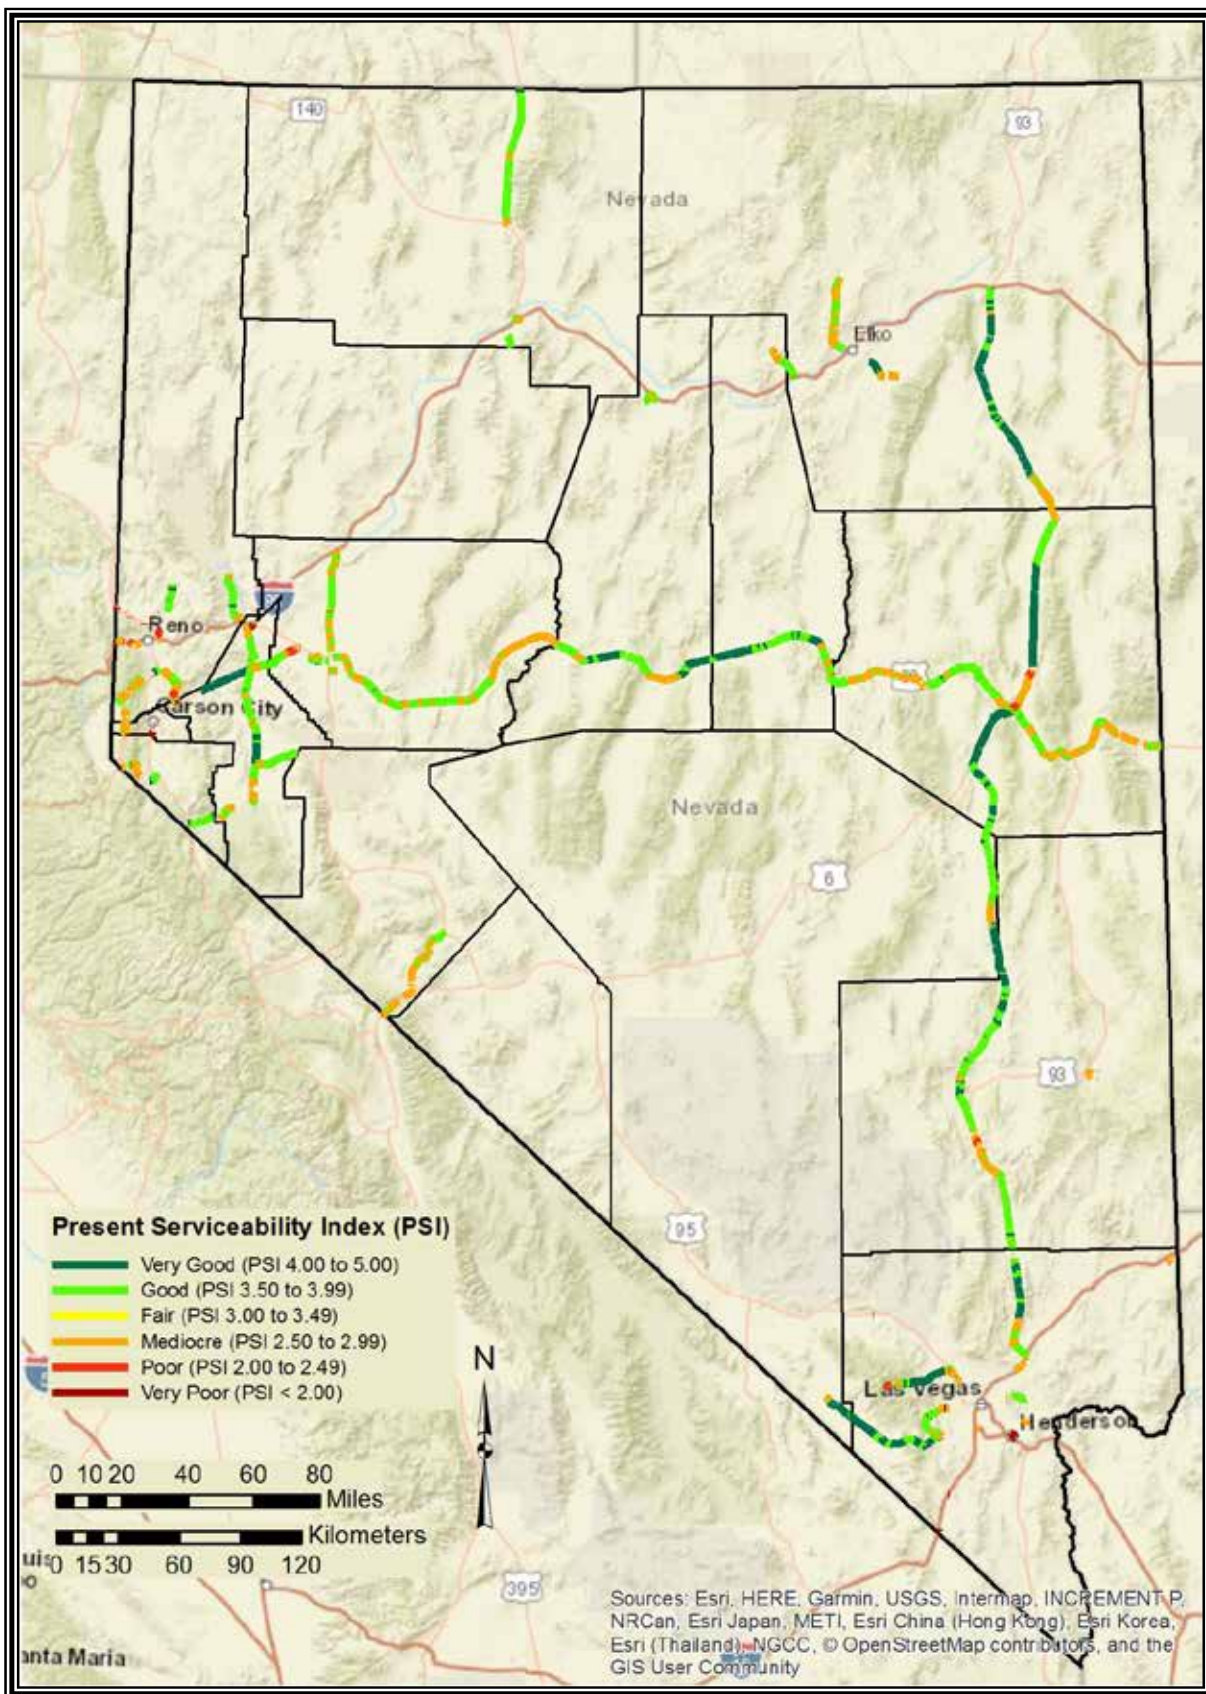 140
93
Nevada
Elko
Reno
Carson City
Nevada
6
93
95
Present Serviceability Index (PSI)
Very Good (PSI 4.00 to 5.00)
Good (PSI 3.50 to 3.99)
Fair (PSI 3.00 to 3.49)
Mediocre (PSI 2.50 to 2.99)
Poor (PSI 2.00 to 2.49)
Very Poor (PSI < 2.00)
N
Las Vegas
Henderson
0 10 20 40 60 80
Miles
Kilometers
0 15 30 60 90 120
395
anta Maria
Sources: Esri, HERE, Garmin, USGS, Intermap, INCREMENT P,
NRCan, Esri Japan, METI, Esri China (Hong Kong), Esri Korea,
Esri (Thailand), NGCC, © OpenStreetMap contributors, and the
GIS User Community